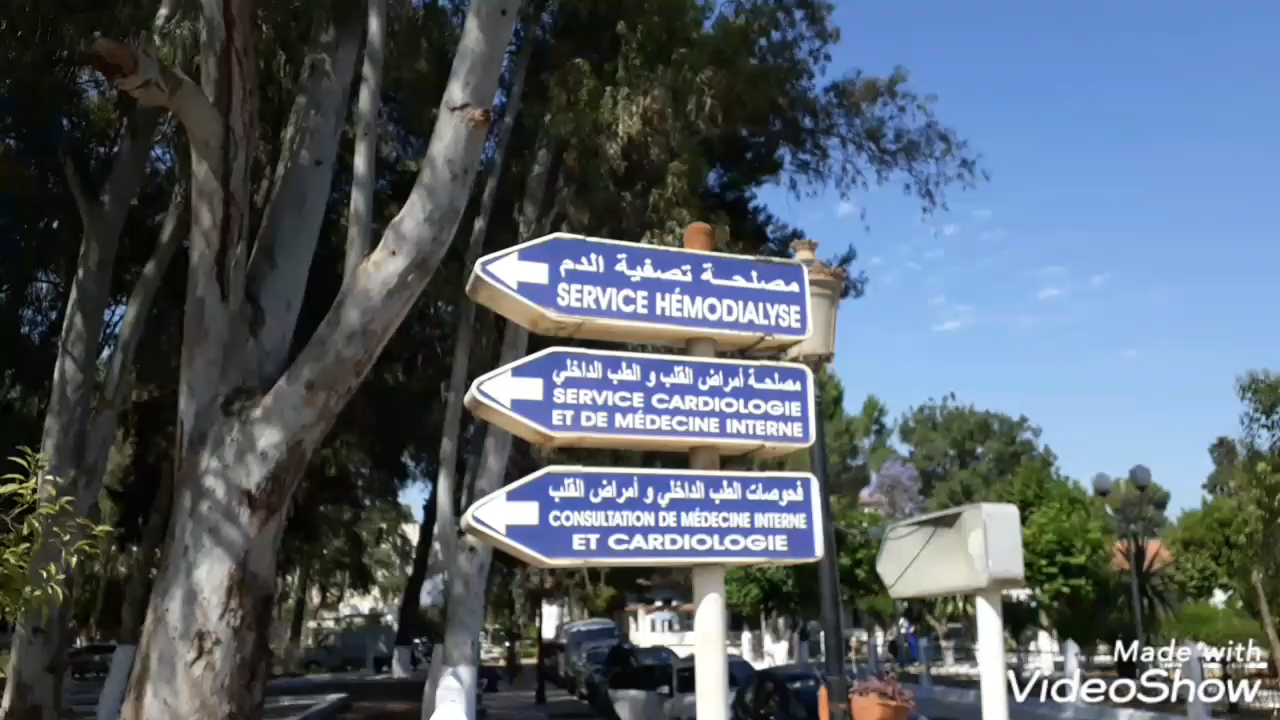 مصلحة تصفية الدم
SERVICE HÉMODIALYSE
مصلحة أمراض القلب و الطب الداخلي
SERVICE CARDIOLOGIE
ET DE MÉDECINE INTERNE
فحوصات الطب الداخلي و أمراض القلب
CONSULTATION DE MÉDECINE INTERNE
ET CARDIOLOGIE
Made with
VideoShow